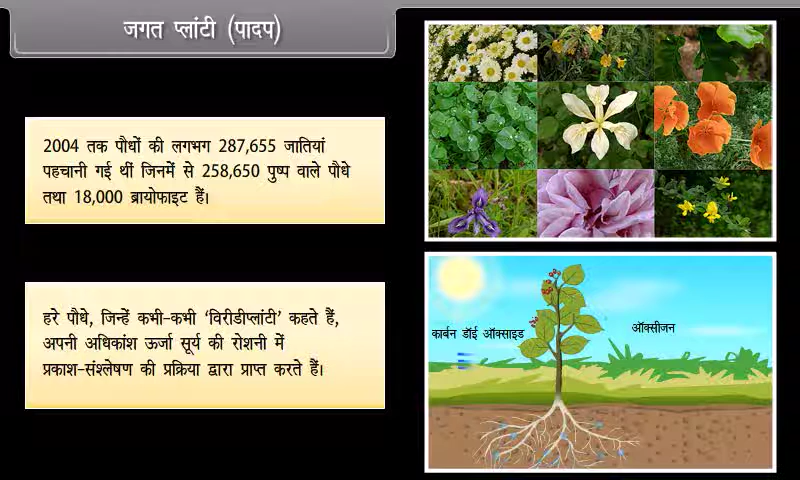 जगत प्लांटी (पादप)
2004 तक पौधों की लगभग 287,655 जातियां
पहचानी गई थीं जिनमें से 258,650 पुष्प वाले पौधे
तथा 18,000 ब्रायोफाइट हैं।
हरे पौधे, जिन्हें कभी-कभी ‘विरीडीप्लांटी’ कहते हैं,
अपनी अधिकांश ऊर्जा सूर्य की रोशनी में
प्रकाश-संश्लेषण की प्रक्रिया द्वारा प्राप्त करते हैं।
कार्बन डॉई ऑक्साइड
ऑक्सीजन